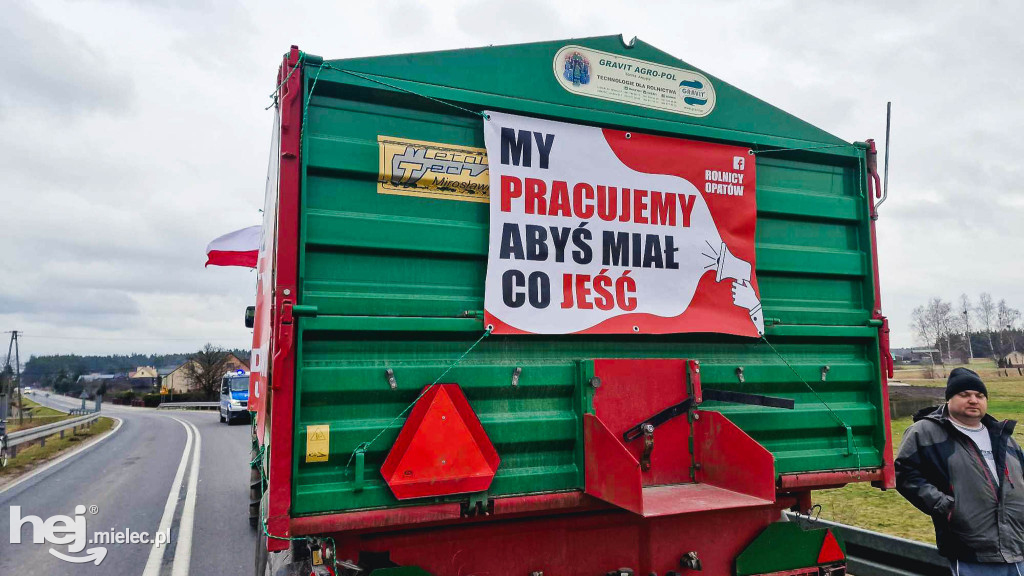 GRAVIT AGRO-POL
TECHNOLOGIE DLA ROLNICTWA
GRAVIT
Mirosław
MY
PRACUJEMY
ABYŚ MIAŁ
CO JEŚĆ
ROLNICY
OPATÓW
hej.mielec.pl